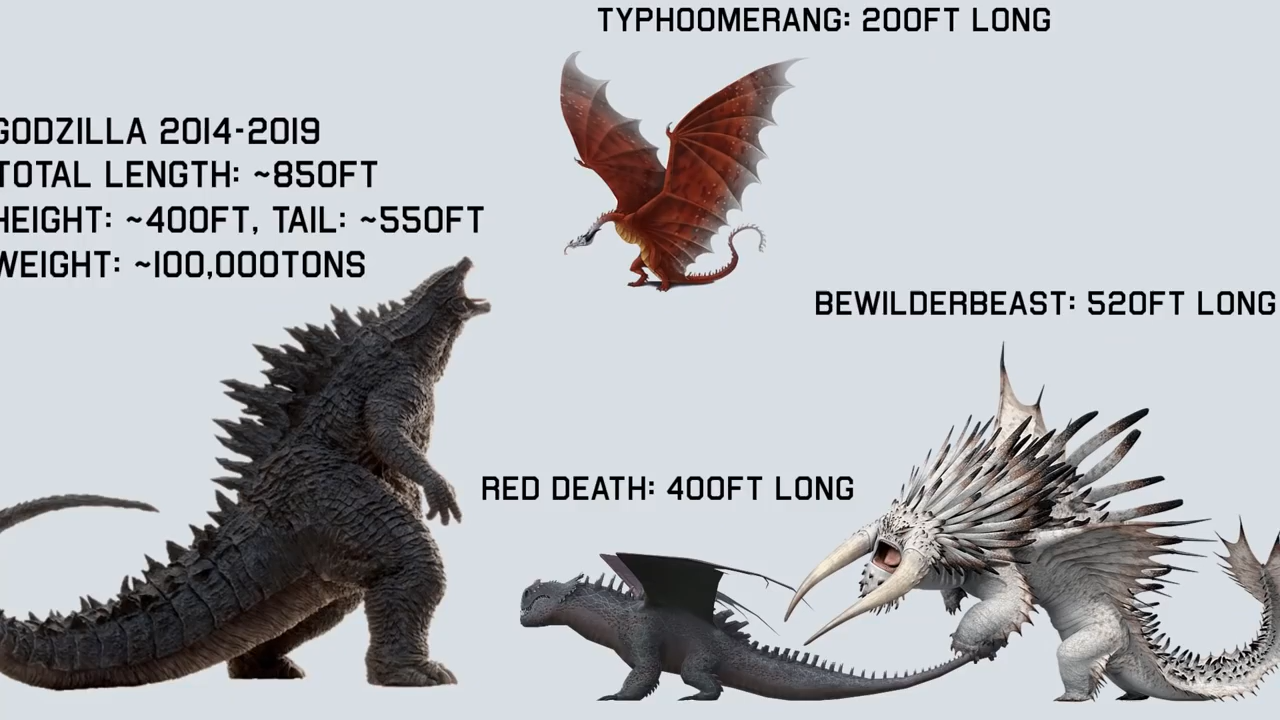 TYPHOOMERANG: 200FT LONG
GODZILLA 2014-2019
TOTAL LENGTH: ~850FT
HEIGHT: ~400FT, TAIL: ~550FT
WEIGHT: ~100,000TONS
BEWILDERBEAST: 520FT LONG
RED DEATH: 400FT LONG